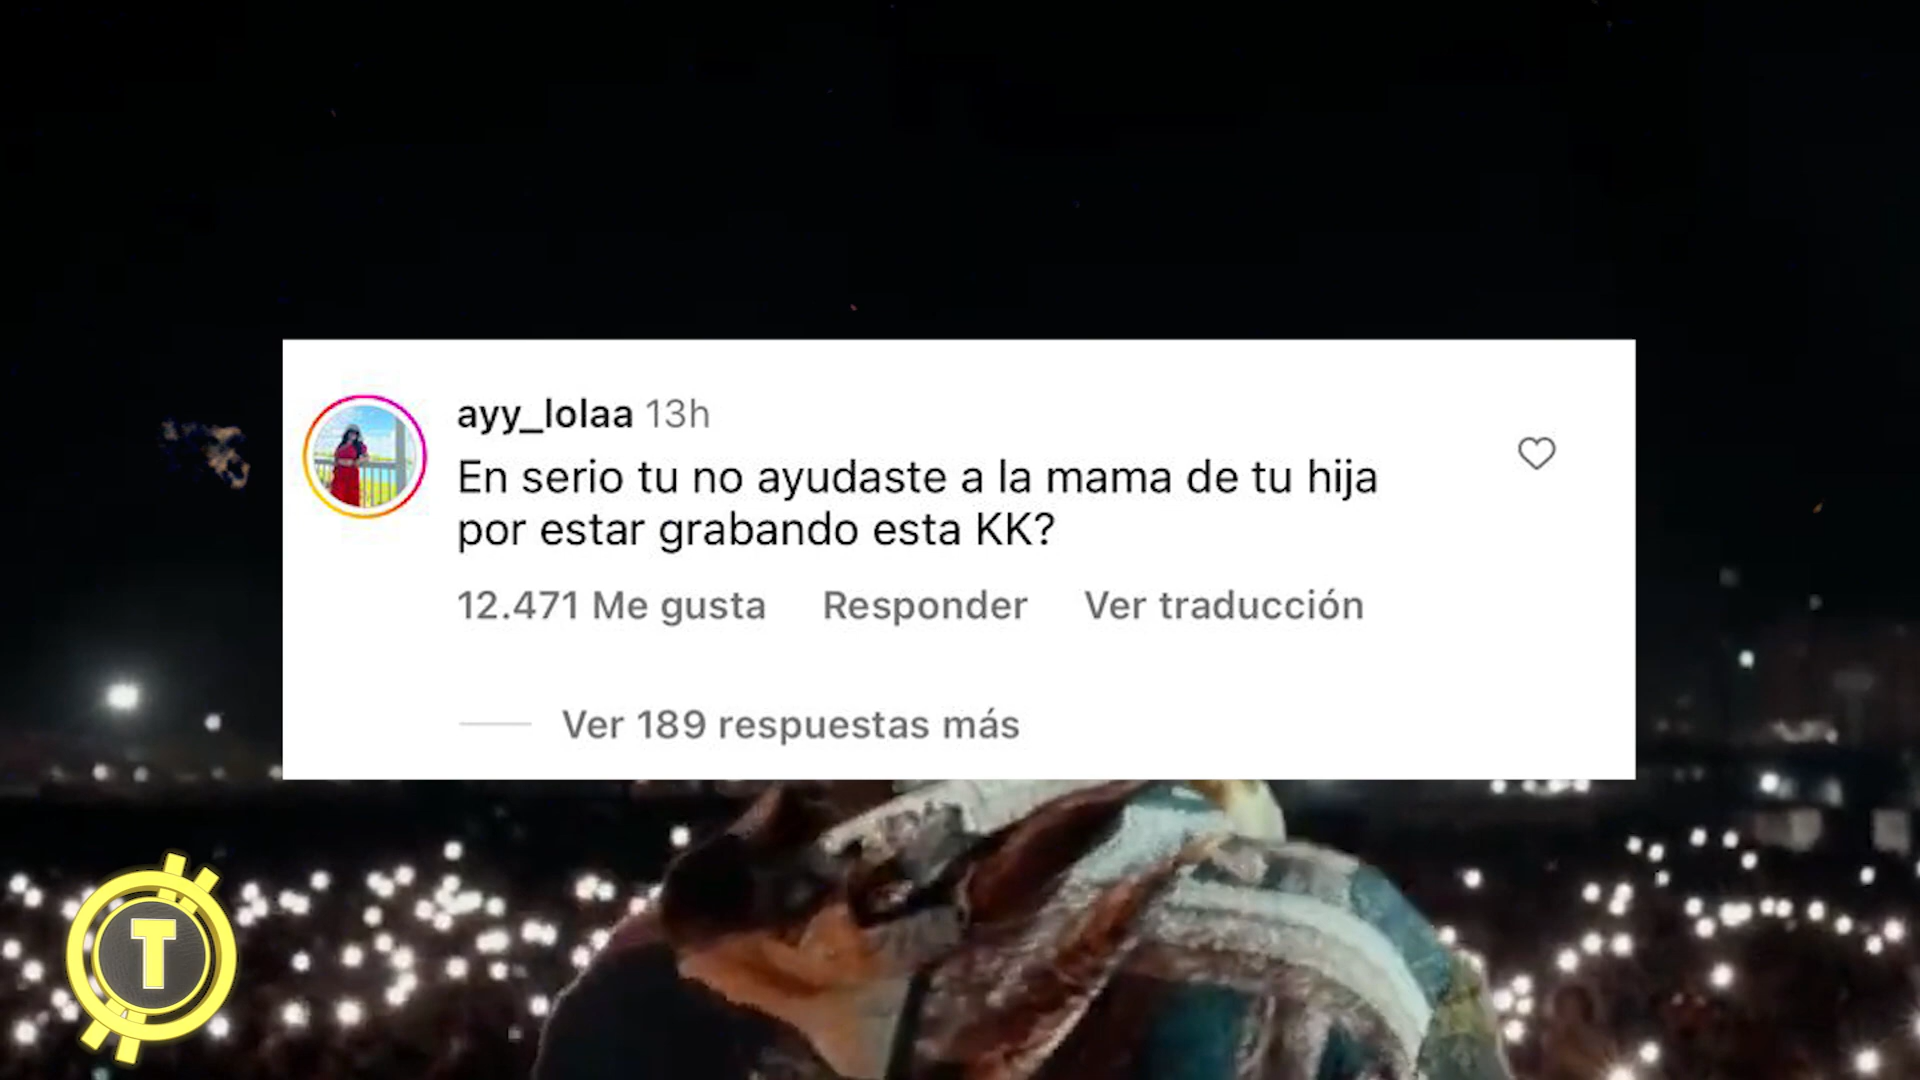 ayy_lolaa 13h
En serio tu no ayudaste a la mama de tu hija
por estar grabando esta KK?
12.471 Me gusta Responder Ver traducción
Ver 189 respuestas más
T